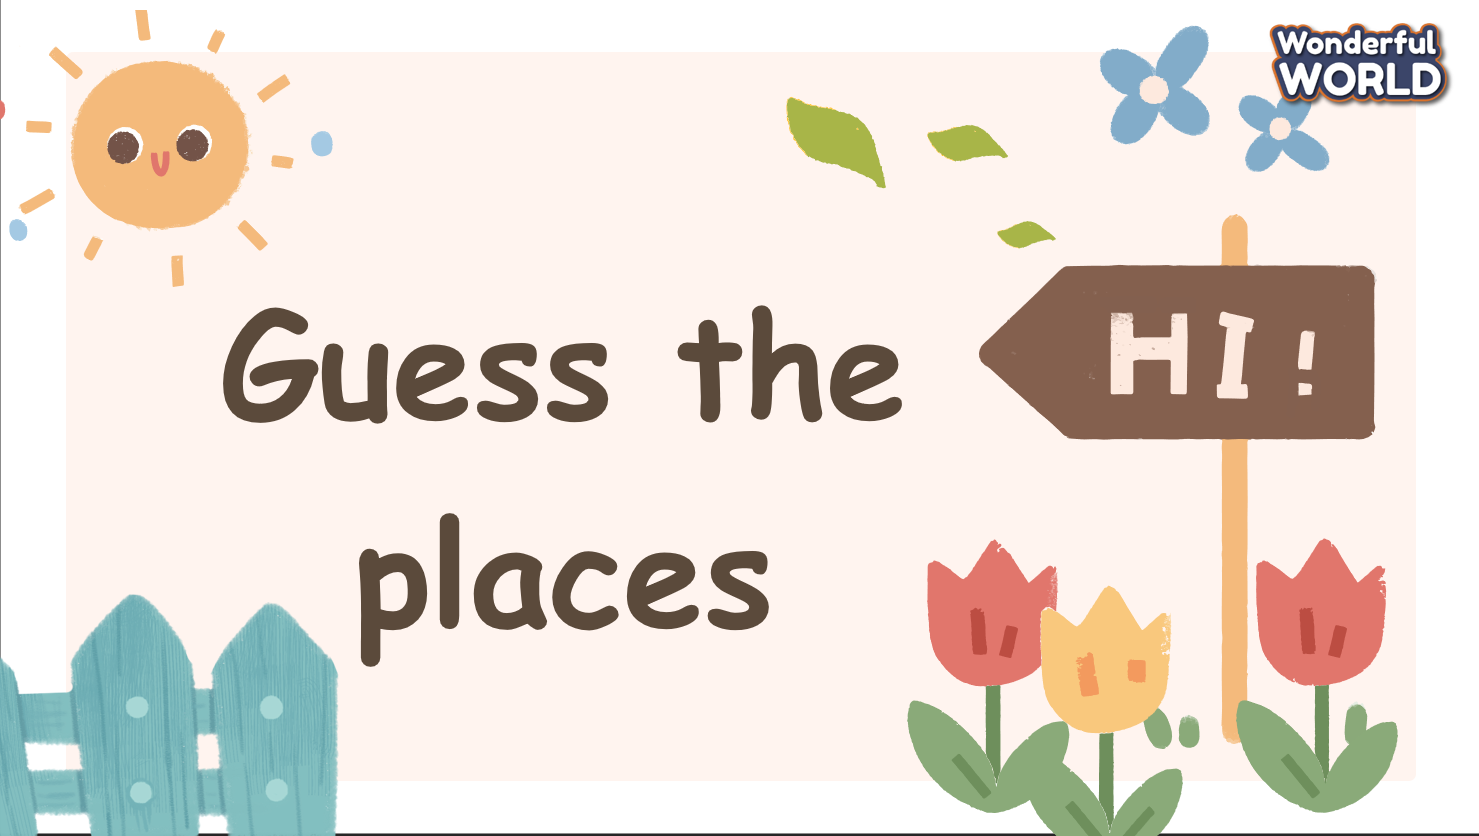 Wonderful
WORLD
HI!
Guess the
places